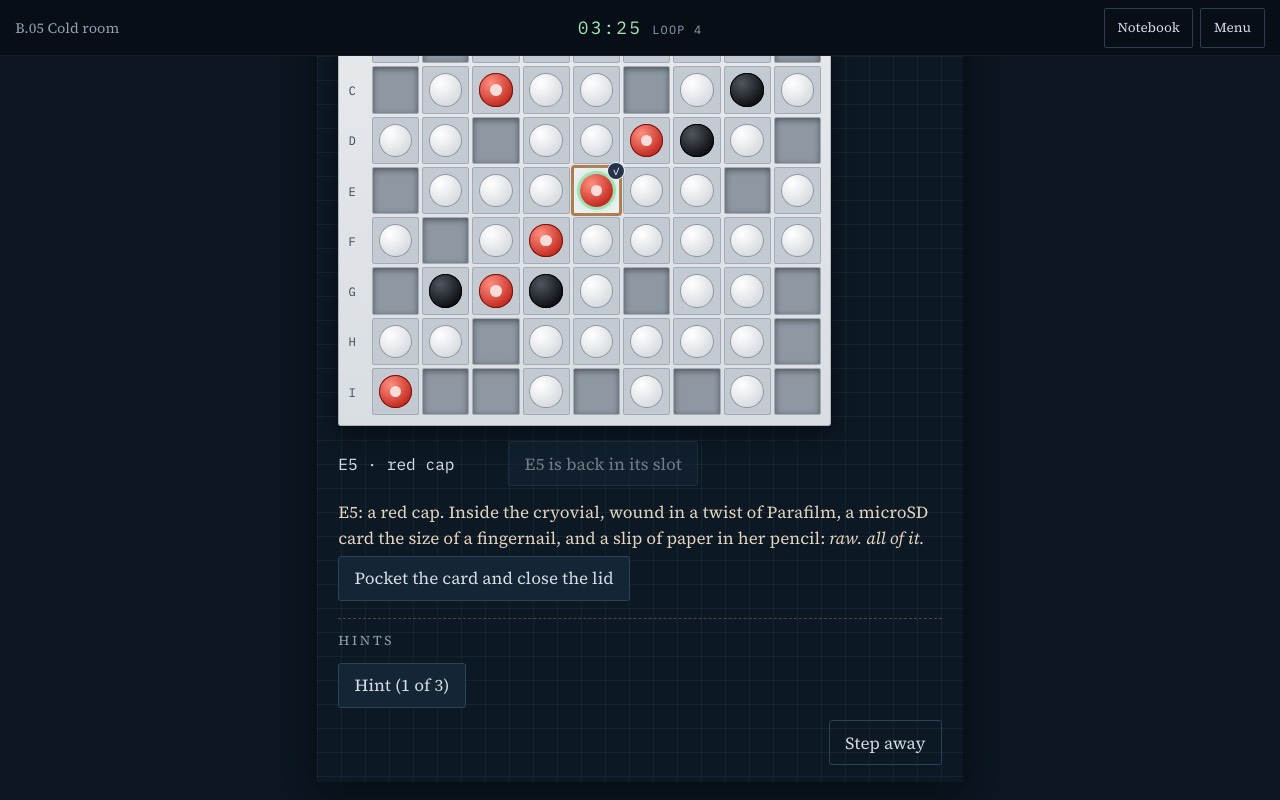 B.05 Cold room
03:25 LOOP 4
Notebook
Menu
C
D
E
√
F
G
H
I
E5 · red cap
E5 is back in its slot
E5: a red cap. Inside the cryovial, wound in a twist of Parafilm, a microSD
card the size of a fingernail, and a slip of paper in her pencil: raw. all of it.
Pocket the card and close the lid
HINTS
Hint (1 of 3)
Step away